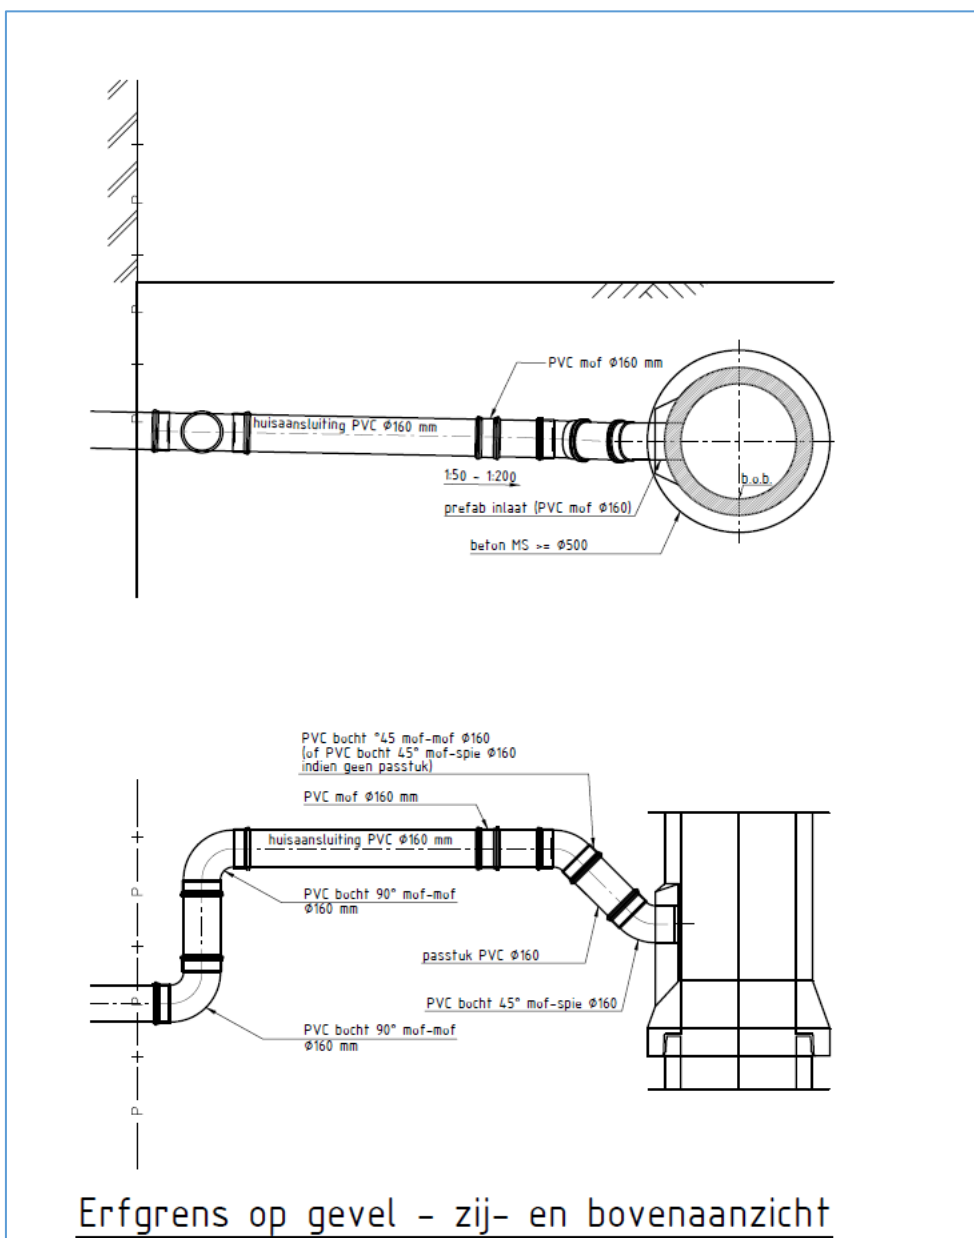 P
P
P
PVC mof Ø160 mm
huisaansluiting PVC Ø160 mm
1:50 - 1:200
b.o.b.
prefab inlaat (PVC mof Ø160)
beton MS >= Ø500
PVC bocht °45 mof-mof Ø160
(of PVC bocht 45° mof-spie Ø160
indien geen passtuk)
PVC mof Ø160 mm
huisaansluiting PVC Ø160 mm
P
PVC bocht 90° mof-mof
Ø160 mm
passtuk PVC Ø160
P
PVC bocht 45° mof-spie Ø160
PVC bocht 90° mof-mof
Ø160 mm
P
Erfgrens op gevel - zij- en bovenaanzicht